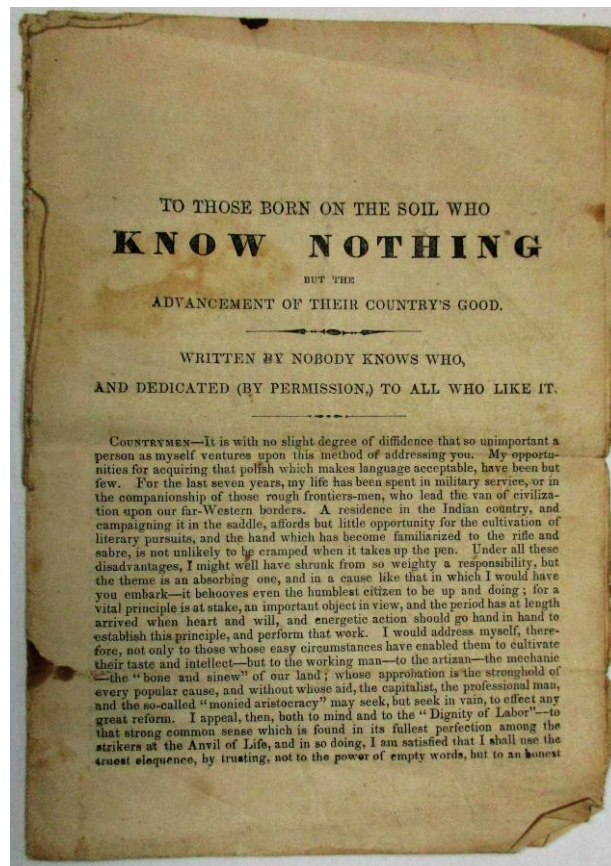 TO THOSE BORN ON THE SOIL WHO
KNOW NOTHING
BUT THE
ADVANCEMENT OF THEIR COUNTRY'S GOOD.
WRITTEN BY NOBODY KNOWS WHO,
AND DEDICATED (BY PERMISSION,) TO ALL WHO LIKE IT.
COUNTRYMEN—It is with no slight degree of diffidence that so unimportant a
person as myself ventures upon this method of addressing you. My opportu-
nities for acquiring that polish which makes language acceptable, have been but
few. For the last seven years, my life has been spent in military service, or in
the companionship of those rough frontiers-men, who lead the van of civiliza-
tion upon our far-Western borders. A residence in the Indian country, and
campaigning it in the saddle, affords but little opportunity for the cultivation of
literary pursuits, and the hand which has become familiarized to the rifle and
sabre, is not unlikely to be cramped when it takes up the pen. Under all these
disadvantages, I might well have shrunk from so weighty a responsibility, but
the theme is an absorbing one, and in a cause like that in which I would have
you embark—it behooves even the humblest citizen to be up and doing; for a
vital principle is at stake, an important object in view, and the period has at length
arrived when heart and will, and energetic action should go hand in hand to
establish this principle, and perform that work. I would address myself, there-
fore, not only to those whose easy circumstances have enabled them to cultivate
their taste and intellect—but to the working man—to the artizan—the mechanic
—the "bone and sinew" of our land; whose approbation is the stronghold of
every popular cause, and without whose aid, the capitalist, the professional man,
and the so-called "monied aristocracy" may seek, but seek in vain, to effect any
great reform. I appeal, then, both to mind and to the "Dignity of Labor"—to
that strong common sense which is found in its fullest perfection among the
strikers at the Anvil of Life, and in so doing, I am satisfied that I shall use the
truest eloquence, by trusting, not to the power of empty words, but to an honest